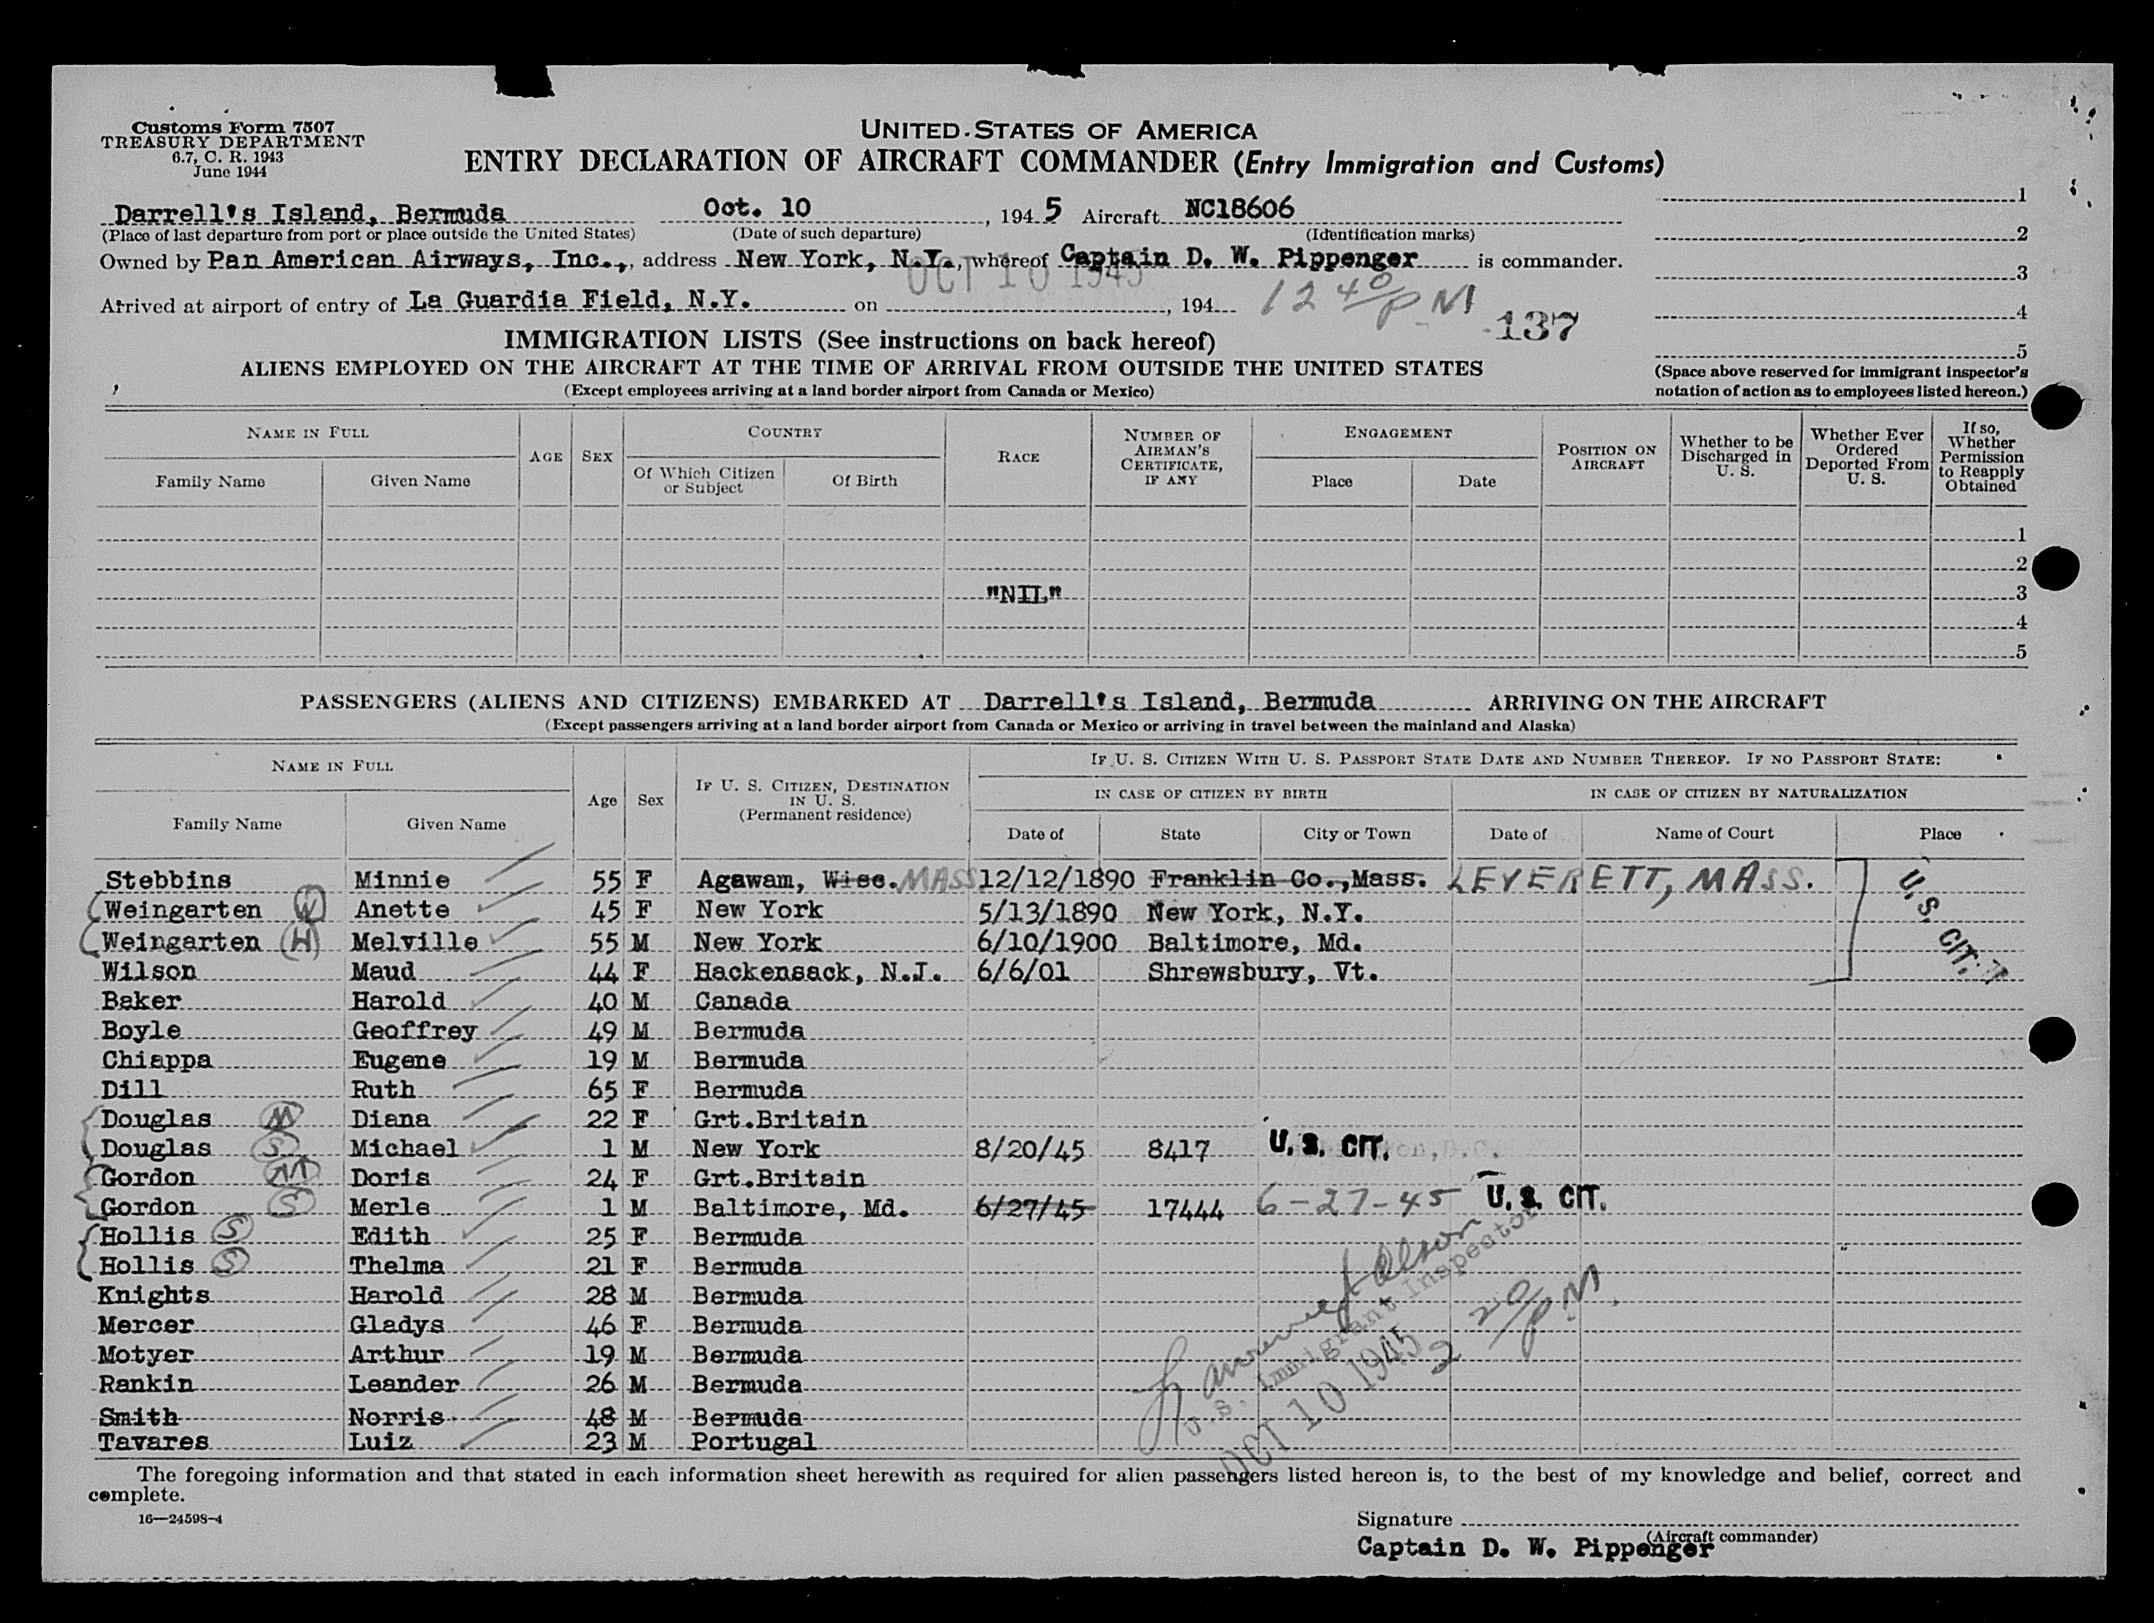 Customs Form 7507
TREASURY DEPARTMENT
6.7, C. R. 1943
June 1944
UNITED STATES OF AMERICA
ENTRY DECLARATION OF AIRCRAFT COMMANDER (Entry Immigration and Customs)
Darrell's Island, Bermuda Oct. 10, 1945 Aircraft NC18606
(Place of last departure from port or place outside the United States) (Date of such departure) (Identification marks)
Owned by Pan American Airways, Inc., address New York, N.Y., whereof Captain D. W. Pippenger is commander.
OCT 10 1945
Arrived at airport of entry of La Guardia Field, N.Y. on , 194 12 40/PM
137
1
2
3
4
5
(Space above reserved for immigrant inspector's notation of action as to employees listed hereon.)
IMMIGRATION LISTS (See instructions on back hereof)
ALIENS EMPLOYED ON THE AIRCRAFT AT THE TIME OF ARRIVAL FROM OUTSIDE THE UNITED STATES
(Except employees arriving at a land border airport from Canada or Mexico)
NAME IN FULL
Family Name Given Name
AGE SEX
COUNTRY
Of Which Citizen or Subject Of Birth
RACE
NUMBER OF AIRMAN'S CERTIFICATE, IF ANY
ENGAGEMENT
Place Date
POSITION ON AIRCRAFT
Whether to be Discharged in U. S.
Whether Ever Ordered Deported From U. S.
If so, Whether Permission to Reapply Obtained
1
2
"NIL" 3
4
5
PASSENGERS (ALIENS AND CITIZENS) EMBARKED AT Darrell's Island, Bermuda ARRIVING ON THE AIRCRAFT
(Except passengers arriving at a land border airport from Canada or Mexico or arriving in travel between the mainland and Alaska)
NAME IN FULL
Family Name Given Name
Age Sex
IF U. S. CITIZEN, DESTINATION IN U. S. (Permanent residence)
IF U. S. CITIZEN WITH U. S. PASSPORT STATE DATE AND NUMBER THEREOF. IF NO PASSPORT STATE:
IN CASE OF CITIZEN BY BIRTH IN CASE OF CITIZEN BY NATURALIZATION
Date of State City or Town Date of Name of Court Place
Stebbins Minnie 55 F Agawam, Wisc. MASS 12/12/1890 Franklin Co., Mass. LEVERETT, MASS.
Weingarten (W) Anette 45 F New York 5/13/1890 New York, N.Y.
Weingarten (H) Melville 55 M New York 6/10/1900 Baltimore, Md.
Wilson Maud 44 F Hackensack, N.J. 6/6/01 Shrewsbury, Vt.
U.S. CIT.
Baker Harold 40 M Canada
Boyle Geoffrey 49 M Bermuda
Chiappa Eugene 19 M Bermuda
Dill Ruth 65 F Bermuda
Douglas (M) Diana 22 F Grt.Britain
Douglas (S) Michael 1 M New York 8/20/45 8417 U. S. CIT.
Gordon (M) Doris 24 F Grt.Britain
Gordon (S) Merle 1 M Baltimore, Md. 6/27/45 17444 6-27-45 U. S. CIT.
Hollis (S) Edith 25 F Bermuda
Hollis (S) Thelma 21 F Bermuda
Knights Harold 28 M Bermuda
Mercer Gladys 46 F Bermuda
Motyer Arthur 19 M Bermuda
Rankin Leander 26 M Bermuda
Smith Norris 48 M Bermuda
Tavares Luiz 23 M Portugal
U.S. Immigrant Inspector
OCT 10 1945
2 20/PM.
The foregoing information and that stated in each information sheet herewith as required for alien passengers listed hereon is, to the best of my knowledge and belief, correct and
complete.
16—24598-4
Signature
(Aircraft commander)
Captain D. W. Pippenger